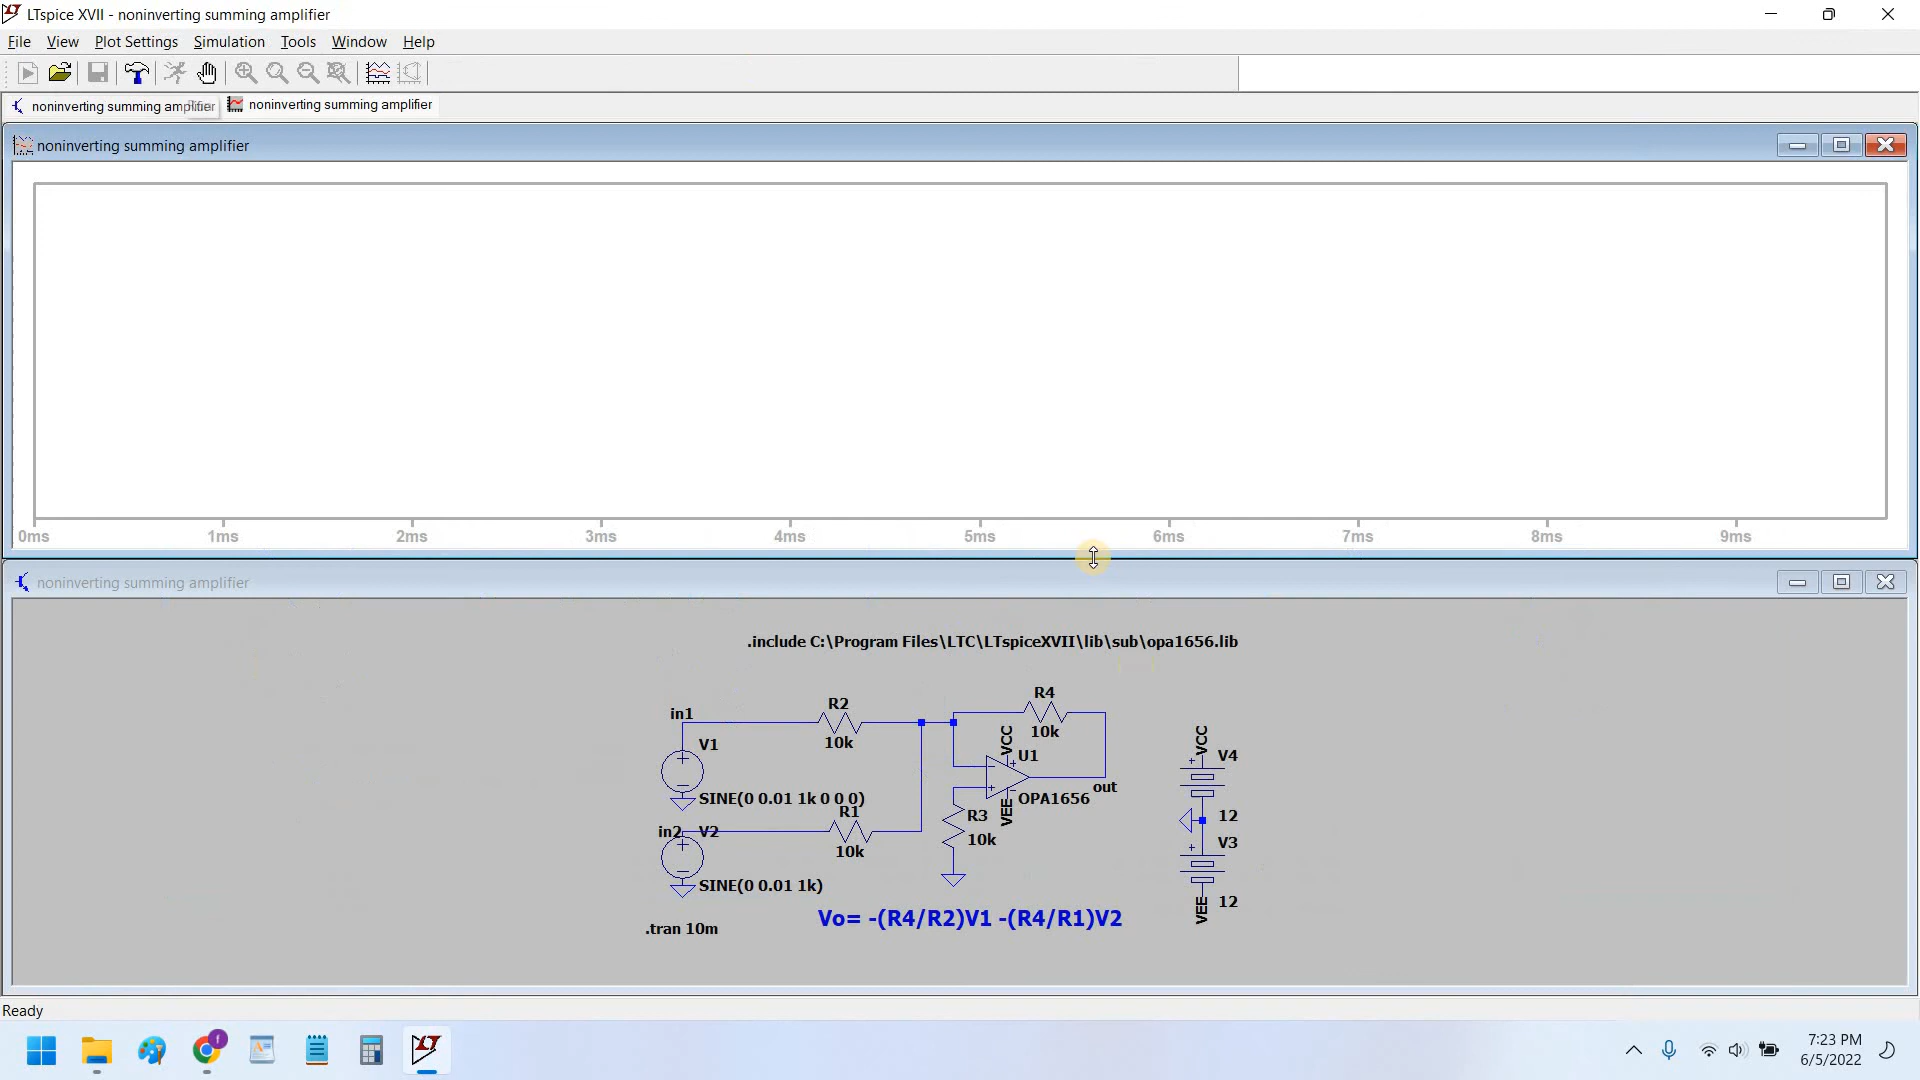 LTspice XVII - noninverting summing amplifier
File View Plot Settings Simulation Tools Window Help
noninverting summing amplifier noninverting summing amplifier
noninverting summing amplifier
0ms 1ms 2ms 3ms 4ms 5ms 6ms 7ms 8ms 9ms
noninverting summing amplifier
.include C:\Program Files\LTC\LTspiceXVII\lib\sub\opa1656.lib
R4
10k
R2
10k
in1
V1
SINE(0 0.01 1k 0 0 0)
VCC
U1
OPA1656
VEE
out
R1
10k
in2 V2
SINE(0 0.01 1k)
R3
10k
VCC
V4
12
V3
12
VEE
Vo= -(R4/R2)V1 -(R4/R1)V2
.tran 10m
Ready
f
7:23 PM
6/5/2022